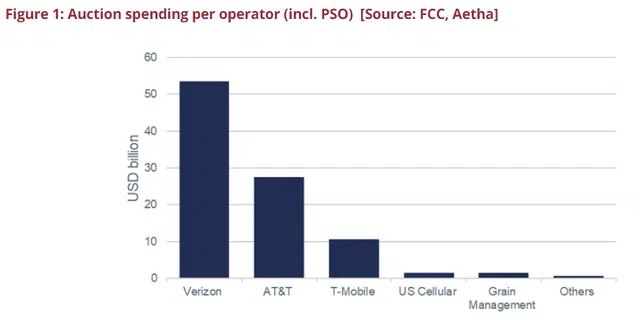 Figure 1: Auction spending per operator (incl. PSO) [Source: FCC, Aetha]
60
50
40
30
20
10
0
USD billion
Verizon AT&T T-Mobile US Cellular Grain Management Others